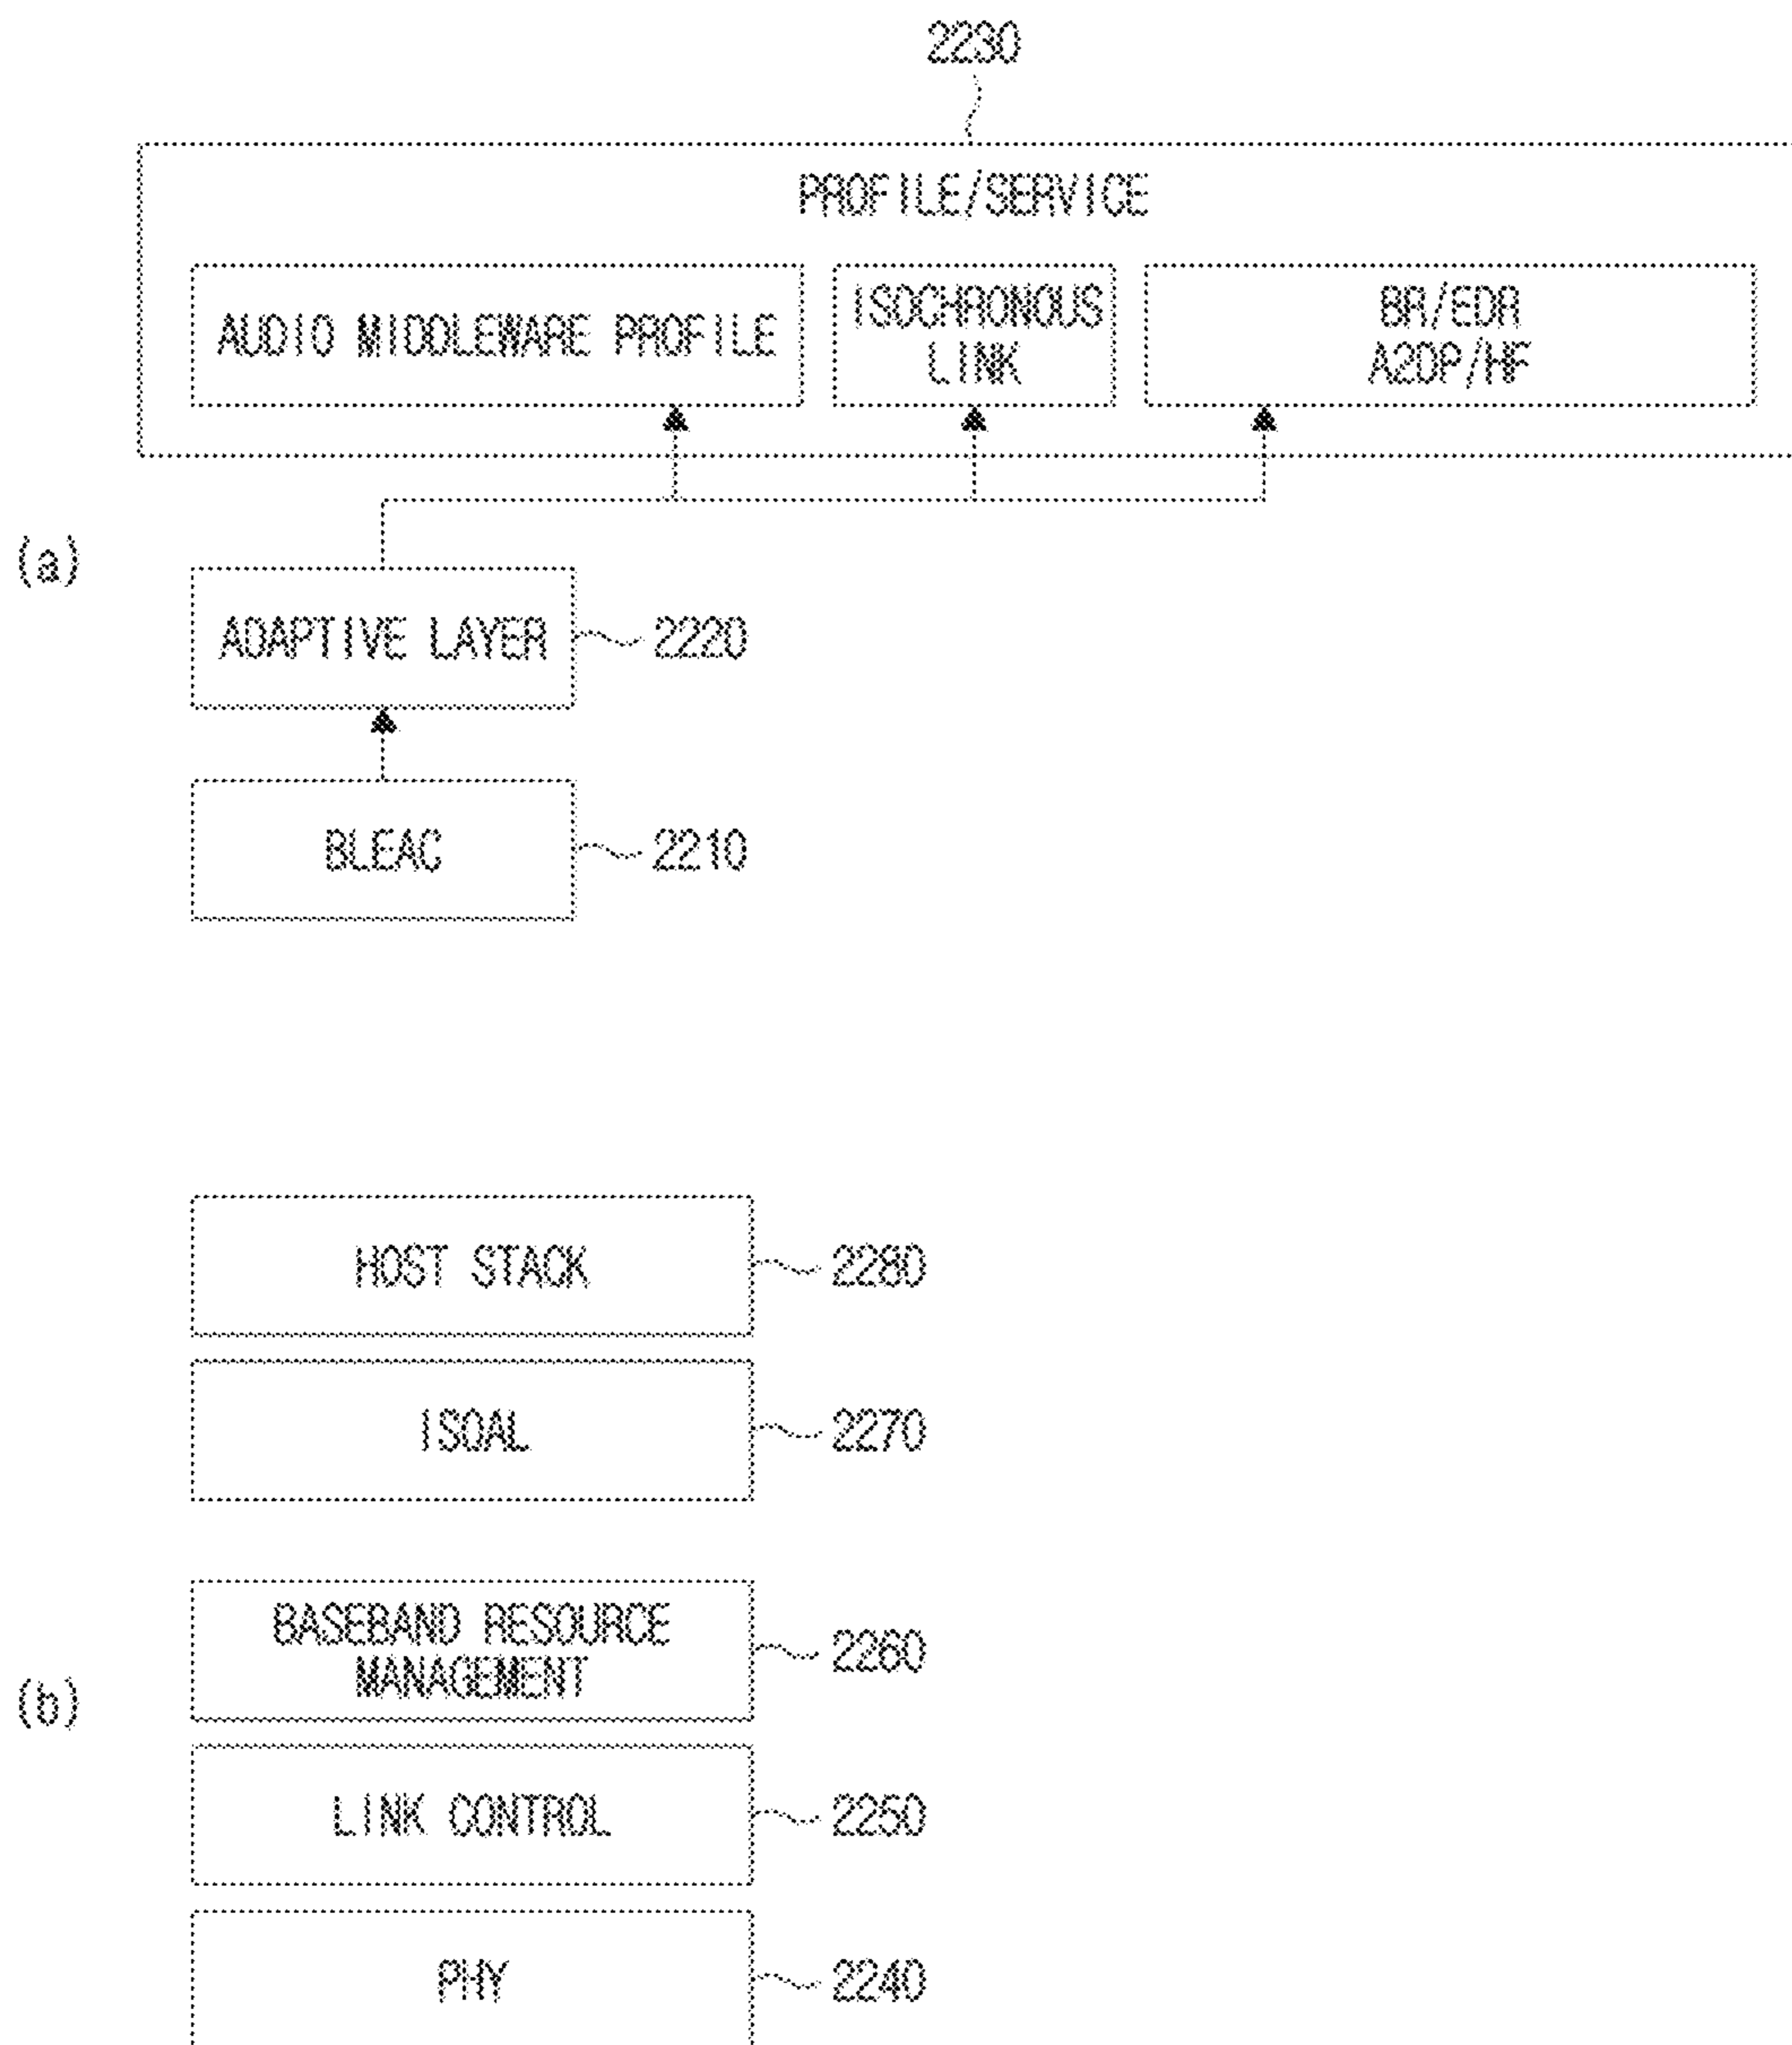 2230
PROFILE/SERVICE
AUDIO MIDDLEWARE PROFILE
ISOCHRONOUS
LINK
BR/EDR
A2DP/HF
(a)
ADAPTIVE LAYER
2220
BLEAC
2210
HOST STACK
2280
ISOAL
2270
BASEBAND RESOURCE
MANAGEMENT
2260
(b)
LINK CONTROL
2250
PHY
2240